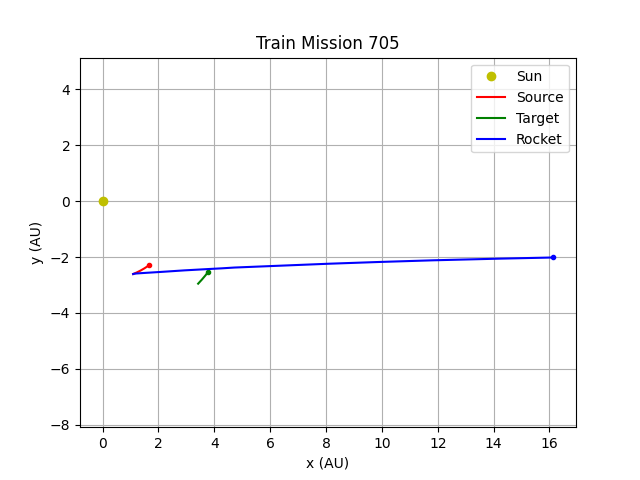 Train Mission 705
Sun
Source
Target
Rocket
4
2
0
−2
−4
−6
−8
y (AU)
0
2
4
6
8
10
12
14
16
x (AU)